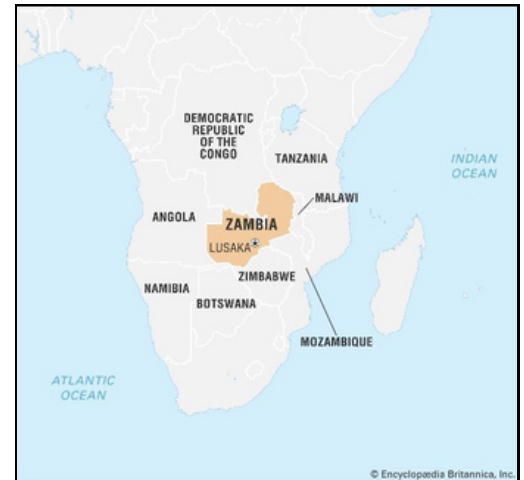 DEMOCRATIC
REPUBLIC
OF THE
CONGO
TANZANIA
INDIAN
OCEAN
MALAWI
ANGOLA
ZAMBIA
LUSAKA
ZIMBABWE
NAMIBIA
BOTSWANA
MOZAMBIQUE
ATLANTIC
OCEAN
© Encyclopædia Britannica, Inc.